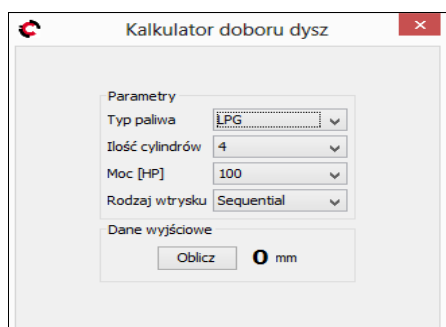 Kalkulator doboru dysz
Parametry
Typ paliwa LPG
Ilość cylindrów 4
Moc [HP] 100
Rodzaj wtrysku Sequential
Dane wyjściowe
Oblicz 0 mm